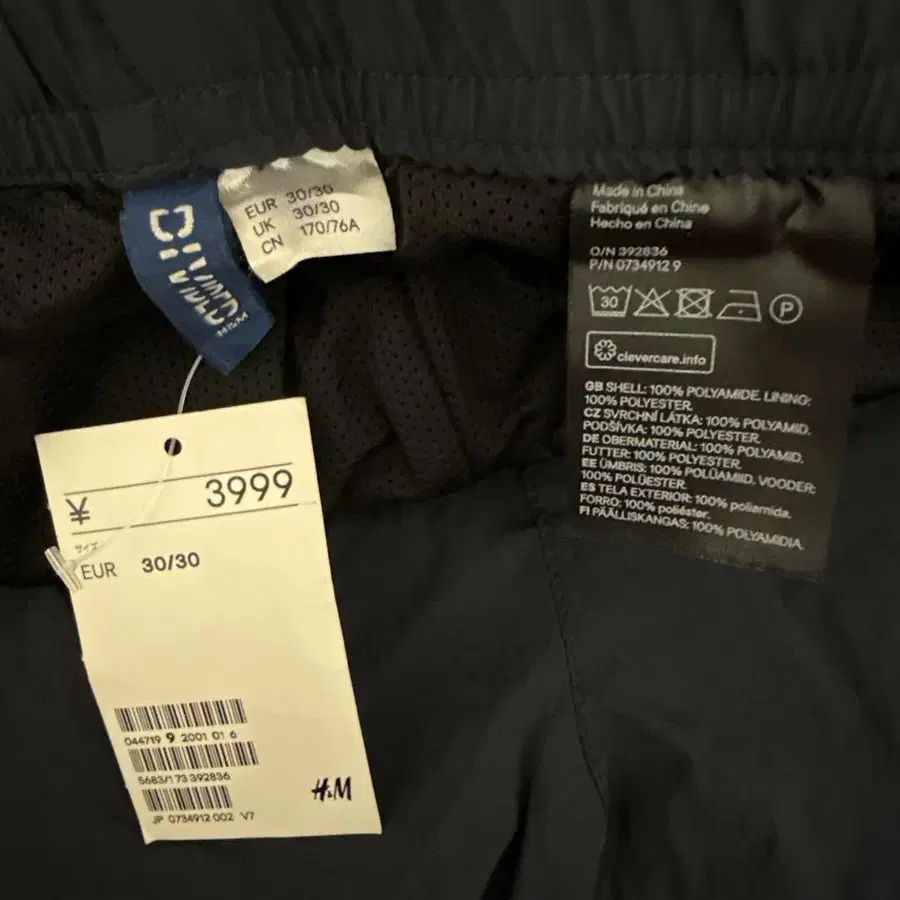 DIVIDED
H&M
EUR 30/30
UK 30/30
CN 170/76A
¥ 3999
サイズ
EUR 30/30
044719 9 2001 01 6
5683/173 392836
JP 0734912 002 V7
H&M
Made in China
Fabriqué en Chine
Hecho en China
O/N 392836
P/N 0734912 9
30
P
clevercare.info
GB SHELL: 100% POLYAMIDE. LINING:
100% POLYESTER.
CZ SVRCHNÍ LÁTKA: 100% POLYAMID.
PODŠÍVKA: 100% POLYESTER.
DE OBERMATERIAL: 100% POLYAMID.
FUTTER: 100% POLYESTER.
EE ÜMBRIS: 100% POLÜAMIID. VOODER:
100% POLÜESTER.
ES TELA EXTERIOR: 100% poliamida.
FORRO: 100% poliéster.
FI PÄÄLLISKANGAS: 100% POLYAMIDIA.